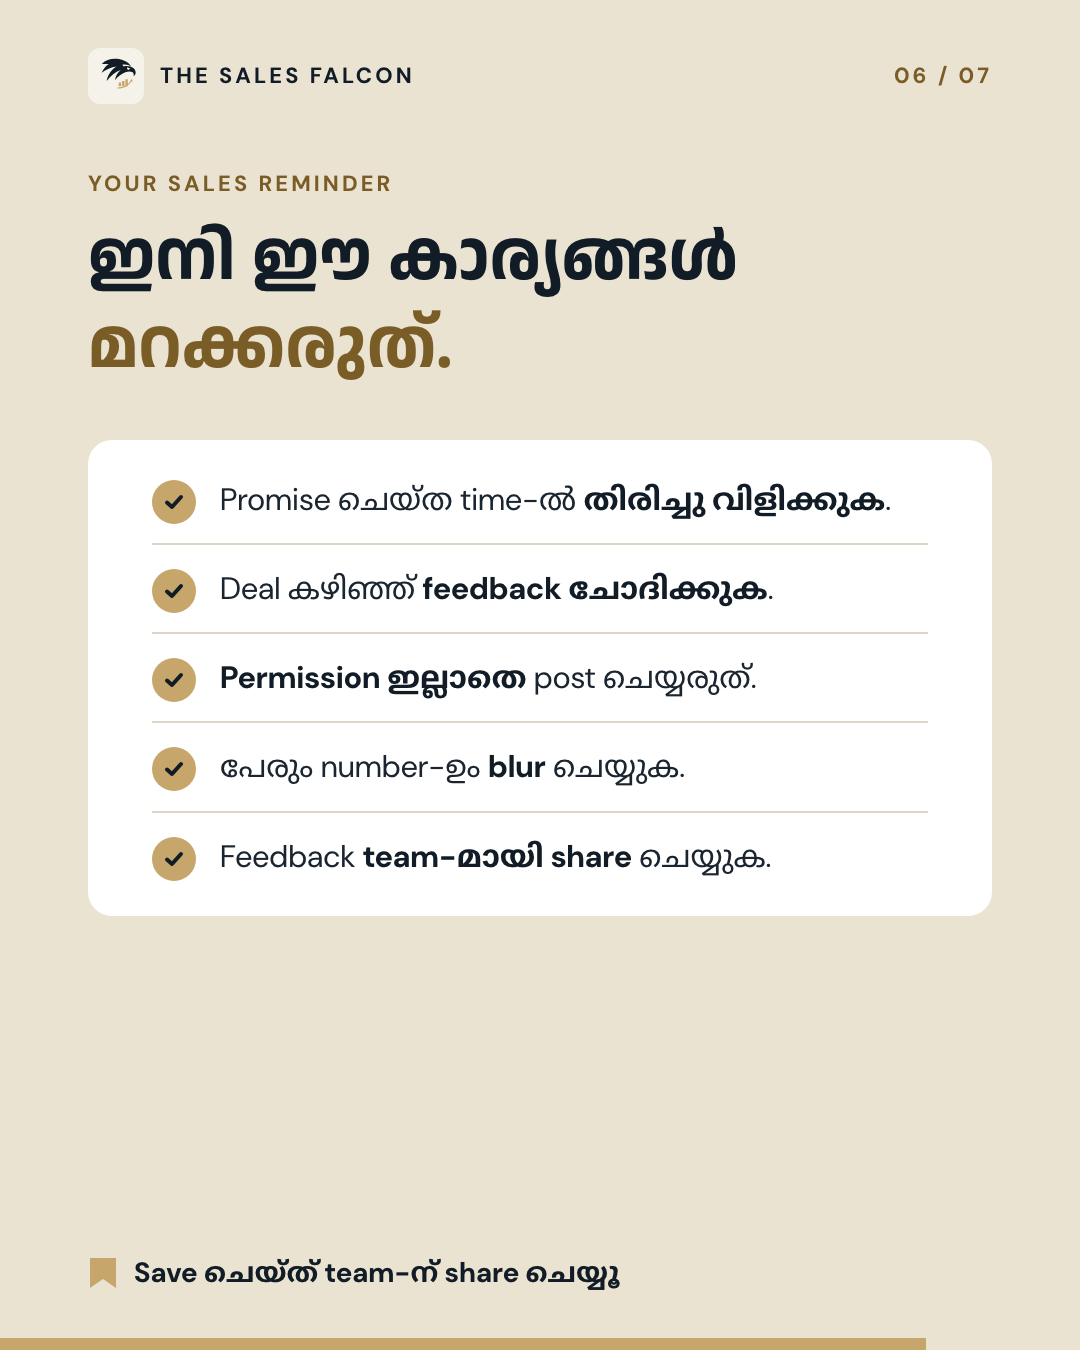 THE SALES FALCON
06 / 07
YOUR SALES REMINDER
ഇനി ഈ കാര്യങ്ങൾ
മറക്കരുത്.
Promise ചെയ്ത time-ൽ തിരിച്ചു വിളിക്കുക.
Deal കഴിഞ്ഞ് feedback ചോദിക്കുക.
Permission ഇല്ലാതെ post ചെയ്യരുത്.
പേരും number-ഉം blur ചെയ്യുക.
Feedback team-മായി share ചെയ്യുക.
Save ചെയ്ത് team-ന് share ചെയ്യൂ